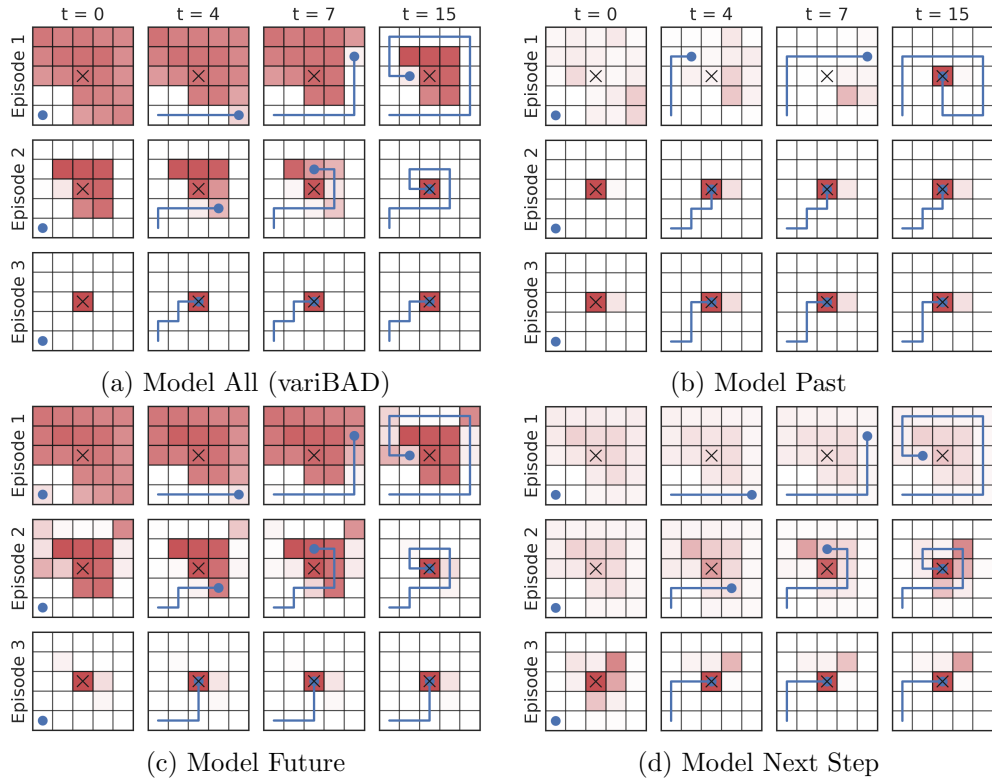 t = 0 t = 4 t = 7 t = 15
Episode 1
Episode 2
Episode 3
(a) Model All (variBAD)
t = 0 t = 4 t = 7 t = 15
Episode 1
Episode 2
Episode 3
(b) Model Past
Episode 1
Episode 2
Episode 3
(c) Model Future
Episode 1
Episode 2
Episode 3
(d) Model Next Step